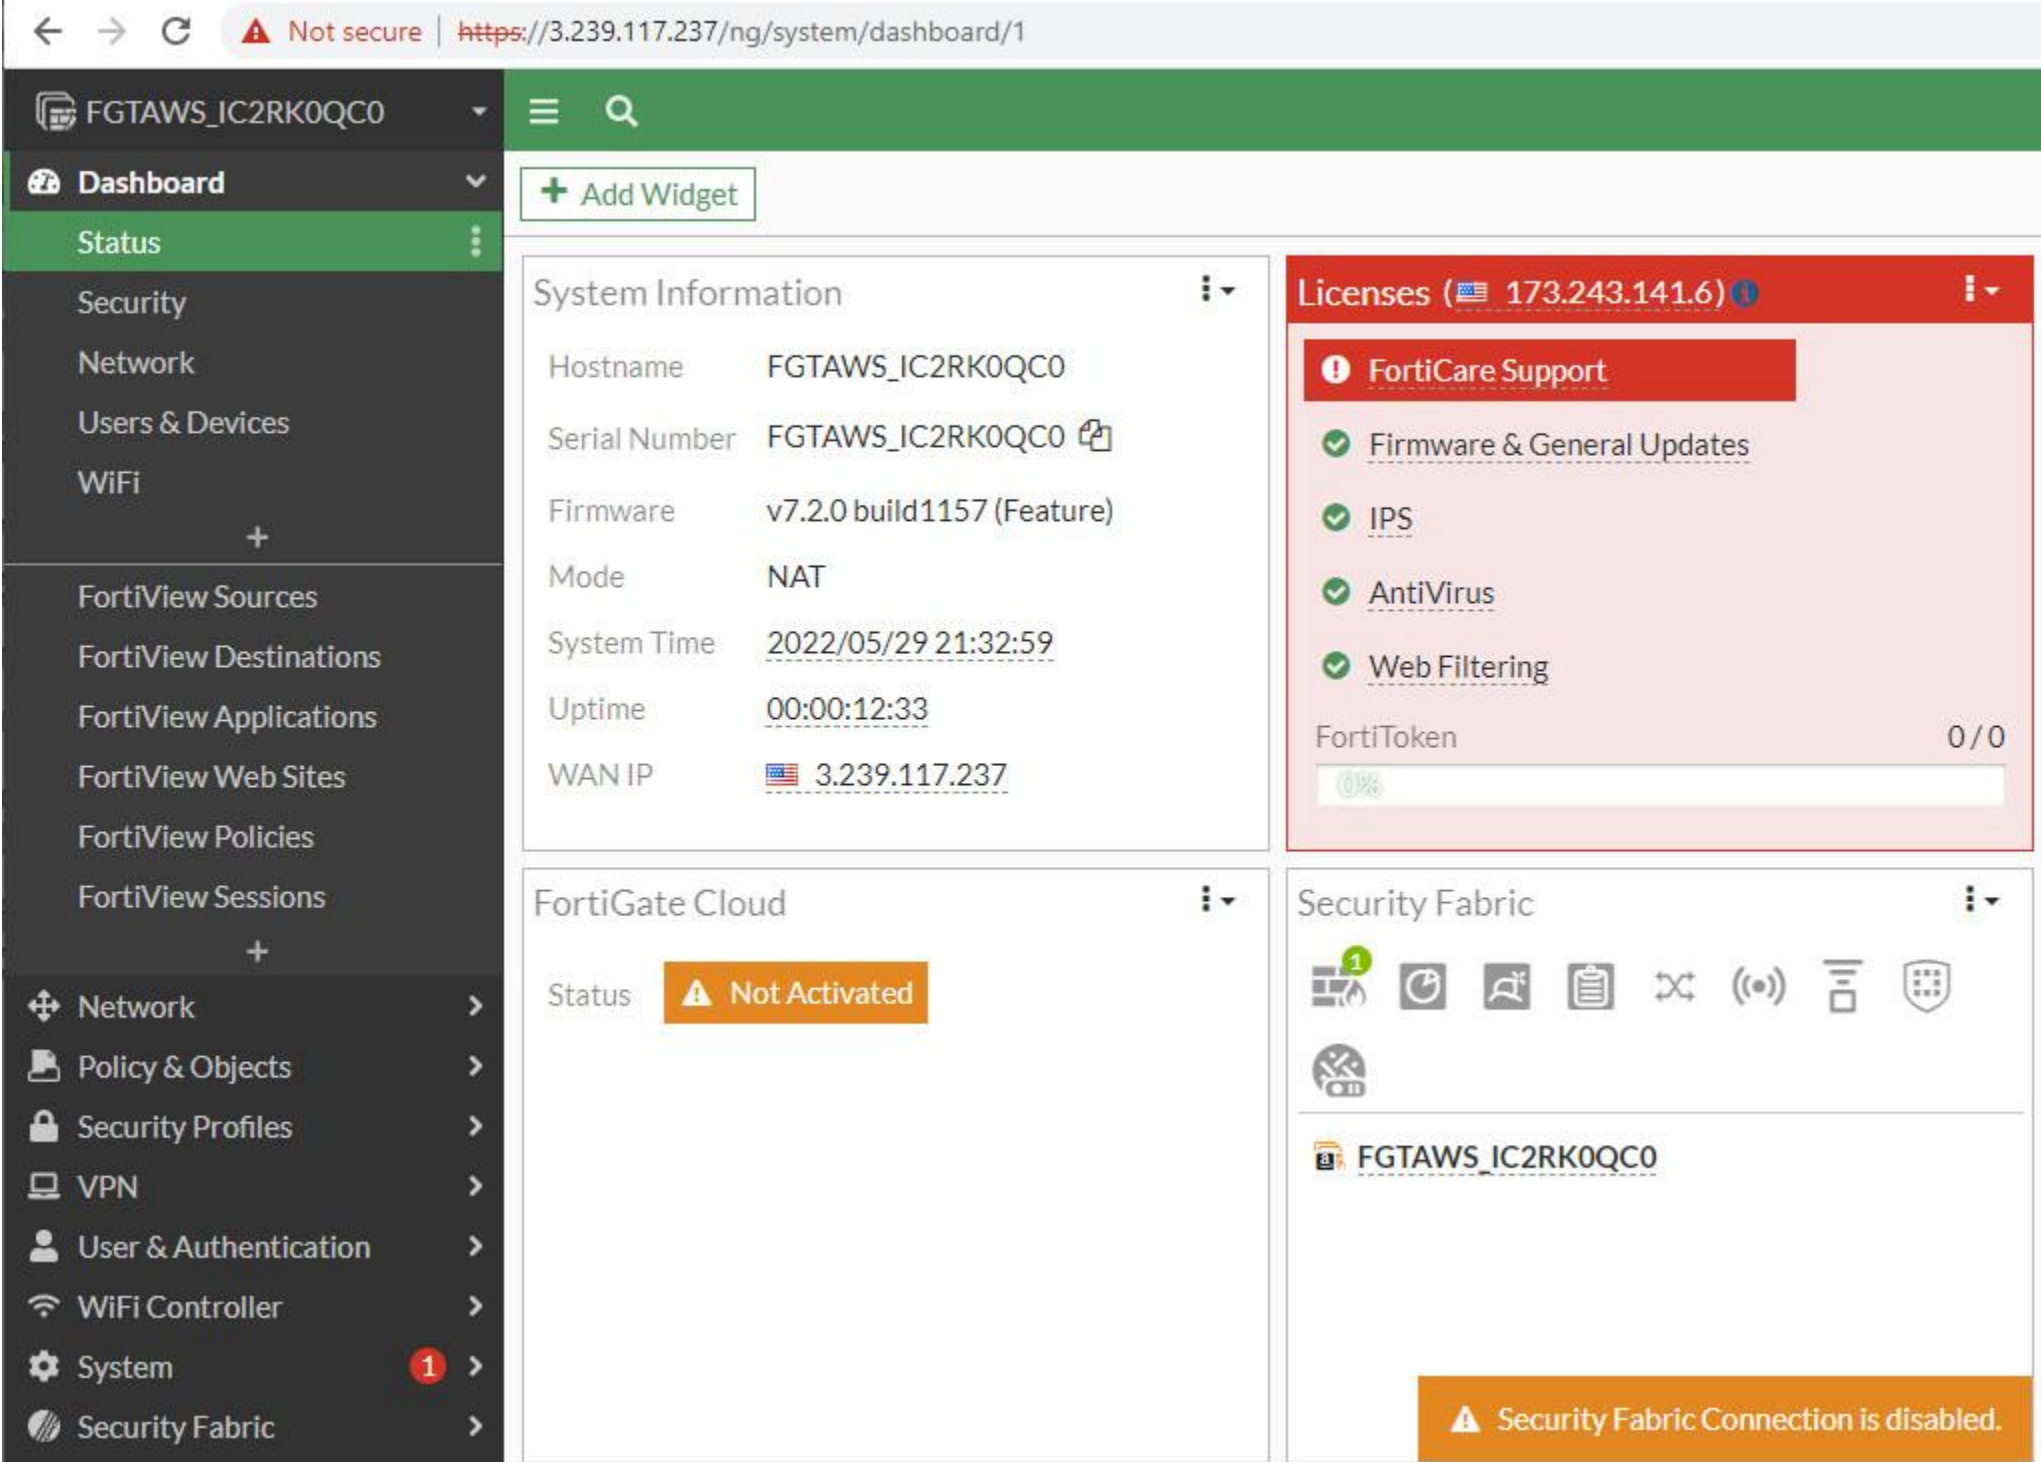 Not secure | https://3.239.117.237/ng/system/dashboard/1
FGTAWS_IC2RK0QC0
Dashboard
Status
Security
Network
Users & Devices
WiFi
+
FortiView Sources
FortiView Destinations
FortiView Applications
FortiView Web Sites
FortiView Policies
FortiView Sessions
+
Network
Policy & Objects
Security Profiles
VPN
User & Authentication
WiFi Controller
System 1
Security Fabric
+ Add Widget
System Information
Hostname FGTAWS_IC2RK0QC0
Serial Number FGTAWS_IC2RK0QC0
Firmware v7.2.0 build1157 (Feature)
Mode NAT
System Time 2022/05/29 21:32:59
Uptime 00:00:12:33
WAN IP 3.239.117.237
Licenses (173.243.141.6)
FortiCare Support
Firmware & General Updates
IPS
AntiVirus
Web Filtering
FortiToken 0/0
0%
FortiGate Cloud
Status Not Activated
Security Fabric
1
FGTAWS_IC2RK0QC0
Security Fabric Connection is disabled.